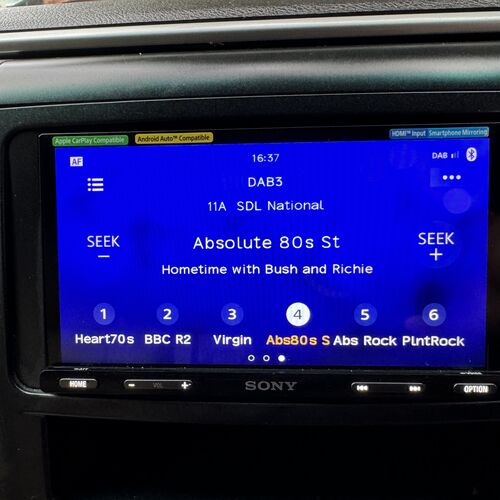 Apple CarPlay Compatible Android Auto™ Compatible HDMI™ Input Smartphone Mirroring
AF 16:37 DAB
DAB3
11A SDL National
SEEK − Absolute 80s St SEEK +
Hometime with Bush and Richie
1 2 3 4 5 6
Heart70s BBC R2 Virgin Abs80s S Abs Rock PlntRock
HOME − VOL + SONY OPTION